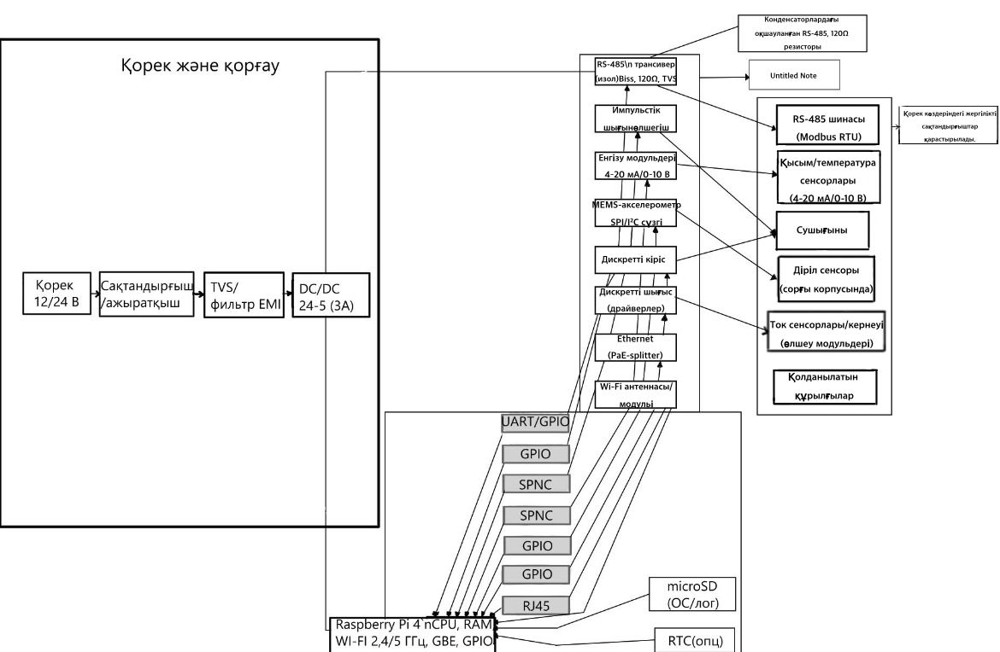 Қорек және қорғау
Қорек
12/24 В
Сақтандырғыш
/ажыратқыш
TVS/
фильтр EMI
DC/DC
24-5 (3A)
Конденсаторлардағы
оқшауланған RS-485, 120Ω
резисторы
RS-485\n трансивер
(изол)Biss, 120Ω, TVS
Untitled Note
Импульстік
шығынөлшегіш
Енгізу модульдері
4-20 мА/0-10 В
MEMS-акселерометр
SPI/I²C сүзгі
Дискретті кіріс
Дискретті шығыс
(драйверлер)
Ethernet
(PaE-splitter)
Wi-Fi антеннасы/
модульі
RS-485 шинасы
(Modbus RTU)
Қысым/температура
сенсорлары
(4-20 мА/0-10 В)
Сушығыны
Діріл сенсоры
(сорғы корпусында)
Ток сенсорлары/кернеуі
(өлшеу модульдері)
Қолданылатын
құрылғылар
Қорек көздеріндегі жергілікті
сақтандырғыштар
қарастырылады.
UART/GPIO
GPIO
SPNC
SPNC
GPIO
GPIO
RJ45
microSD
(ОС/лог)
RTC(опц)
Raspberry Pi 4`nCPU, RAM
WI-FI 2,4/5 ГГц, GBE, GPIO